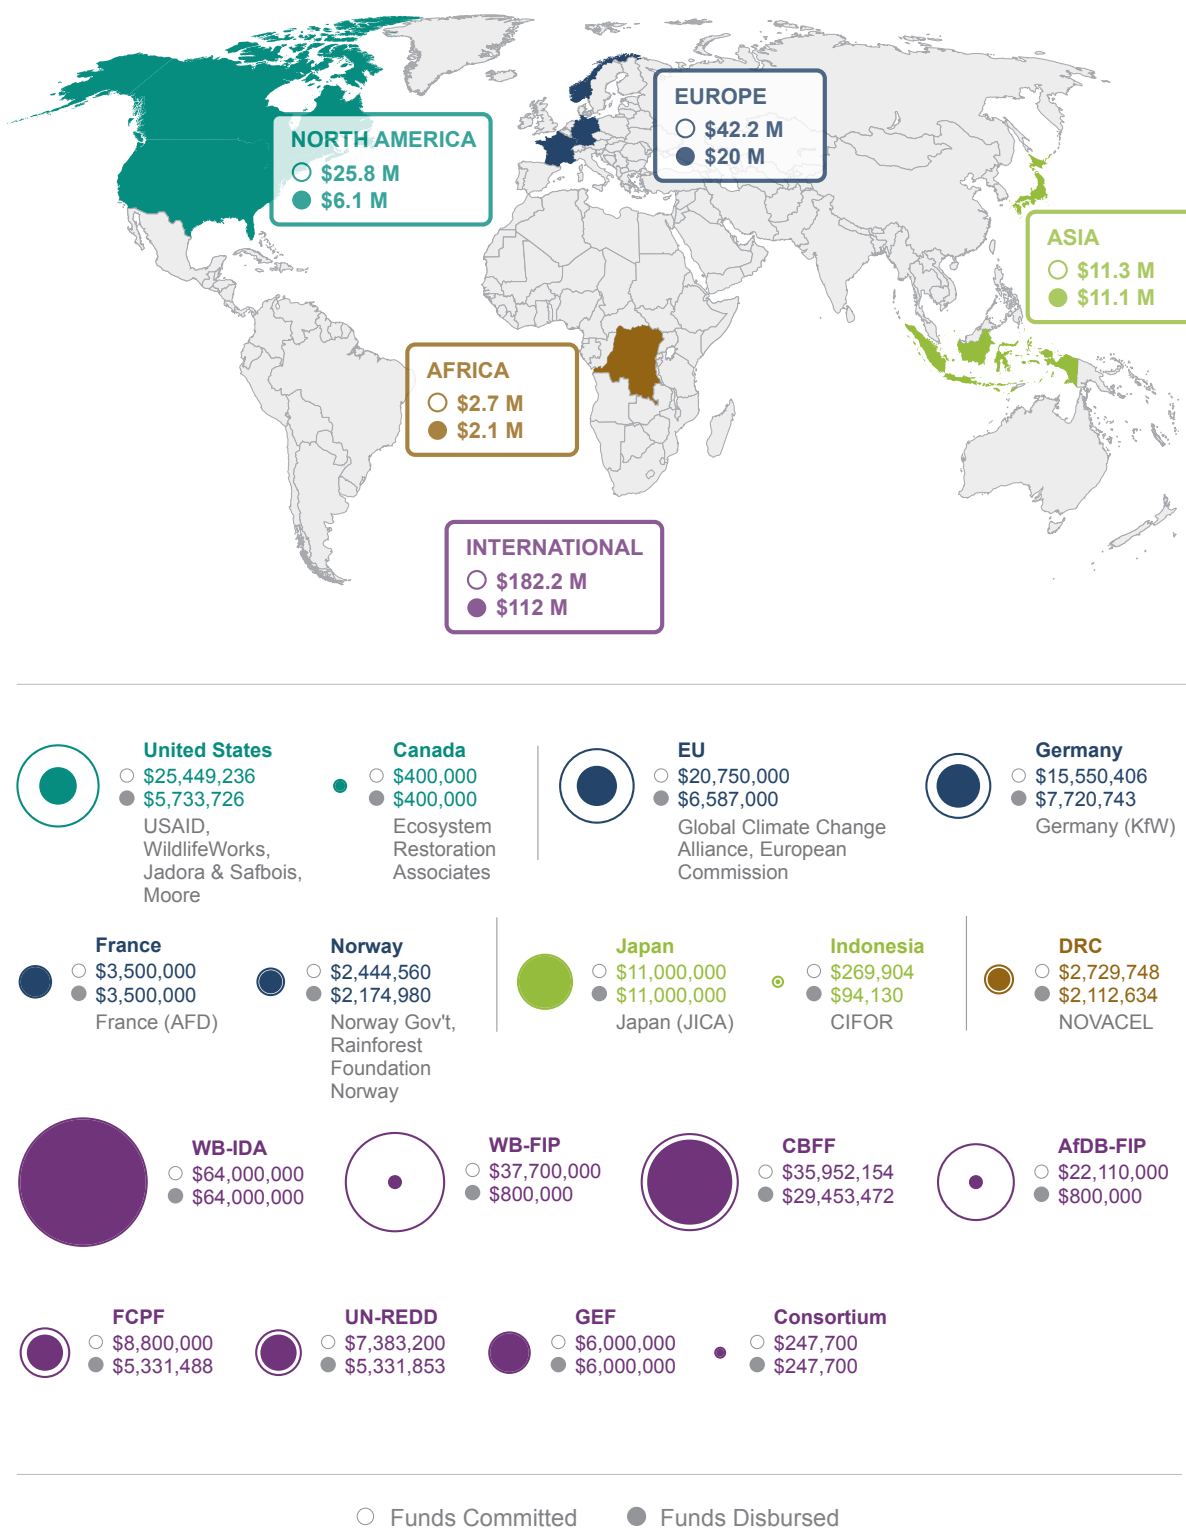 NORTH AMERICA
$25.8 M
$6.1 M
EUROPE
$42.2 M
$20 M
ASIA
$11.3 M
$11.1 M
AFRICA
$2.7 M
$2.1 M
INTERNATIONAL
$182.2 M
$112 M
United States
$25,449,236
$5,733,726
USAID,
WildlifeWorks,
Jadora & Safbois,
Moore
Canada
$400,000
$400,000
Ecosystem
Restoration
Associates
EU
$20,750,000
$6,587,000
Global Climate Change
Alliance, European
Commission
Germany
$15,550,406
$7,720,743
Germany (KfW)
France
$3,500,000
$3,500,000
France (AFD)
Norway
$2,444,560
$2,174,980
Norway Gov't,
Rainforest
Foundation
Norway
Japan
$11,000,000
$11,000,000
Japan (JICA)
Indonesia
$269,904
$94,130
CIFOR
DRC
$2,729,748
$2,112,634
NOVACEL
WB-IDA
$64,000,000
$64,000,000
WB-FIP
$37,700,000
$800,000
CBFF
$35,952,154
$29,453,472
AfDB-FIP
$22,110,000
$800,000
FCPF
$8,800,000
$5,331,488
UN-REDD
$7,383,200
$5,331,853
GEF
$6,000,000
$6,000,000
Consortium
$247,700
$247,700
Funds Committed
Funds Disbursed